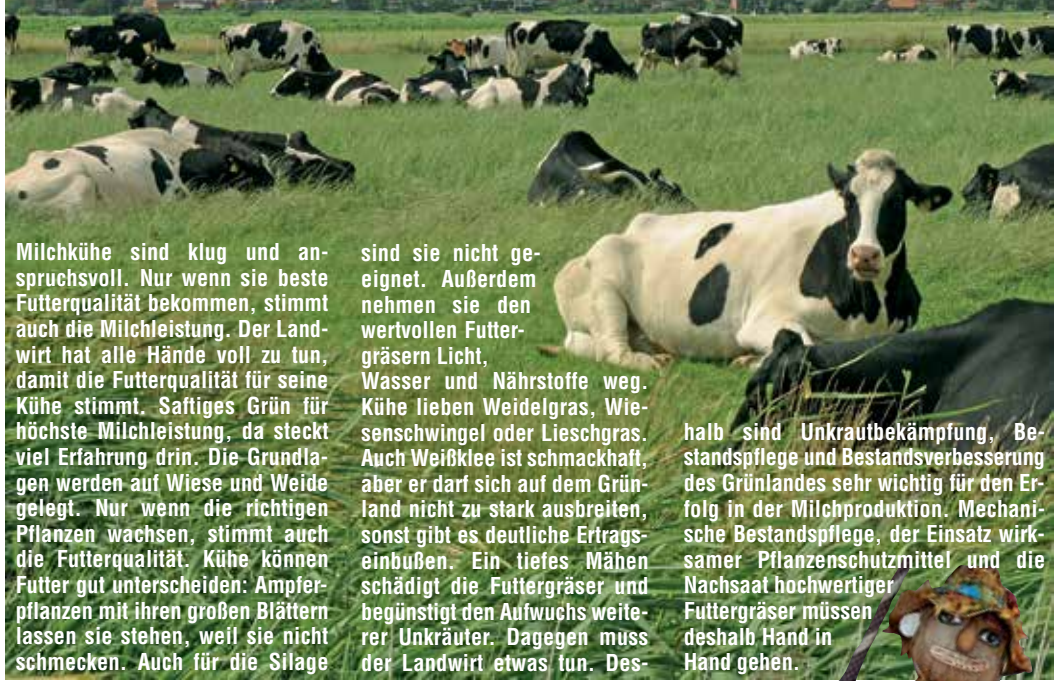 Milchkühe sind klug und an-
spruchsvoll. Nur wenn sie beste
Futterqualität bekommen, stimmt
auch die Milchleistung. Der Land-
wirt hat alle Hände voll zu tun,
damit die Futterqualität für seine
Kühe stimmt. Saftiges Grün für
höchste Milchleistung, da steckt
viel Erfahrung drin. Die Grundla-
gen werden auf Wiese und Weide
gelegt. Nur wenn die richtigen
Pflanzen wachsen, stimmt auch
die Futterqualität. Kühe können
Futter gut unterscheiden: Ampfer-
pflanzen mit ihren großen Blättern
lassen sie stehen, weil sie nicht
schmecken. Auch für die Silage
sind sie nicht ge-
eignet. Außerdem
nehmen sie den
wertvollen Futter-
gräsern Licht,
Wasser und Nährstoffe weg.
Kühe lieben Weidelgras, Wie-
senschwingel oder Lieschgras.
Auch Weißklee ist schmackhaft,
aber er darf sich auf dem Grün-
land nicht zu stark ausbreiten,
sonst gibt es deutliche Ertrags-
einbußen. Ein tiefes Mähen
schädigt die Futtergräser und
begünstigt den Aufwuchs weite-
rer Unkräuter. Dagegen muss
der Landwirt etwas tun. Des-
halb sind Unkrautbekämpfung, Be-
standspflege und Bestandsverbesserung
des Grünlandes sehr wichtig für den Er-
folg in der Milchproduktion. Mechani-
sche Bestandspflege, der Einsatz wirk-
samer Pflanzenschutzmittel und die
Nachsaat hochwertiger
Futtergräser müssen
deshalb Hand in
Hand gehen.